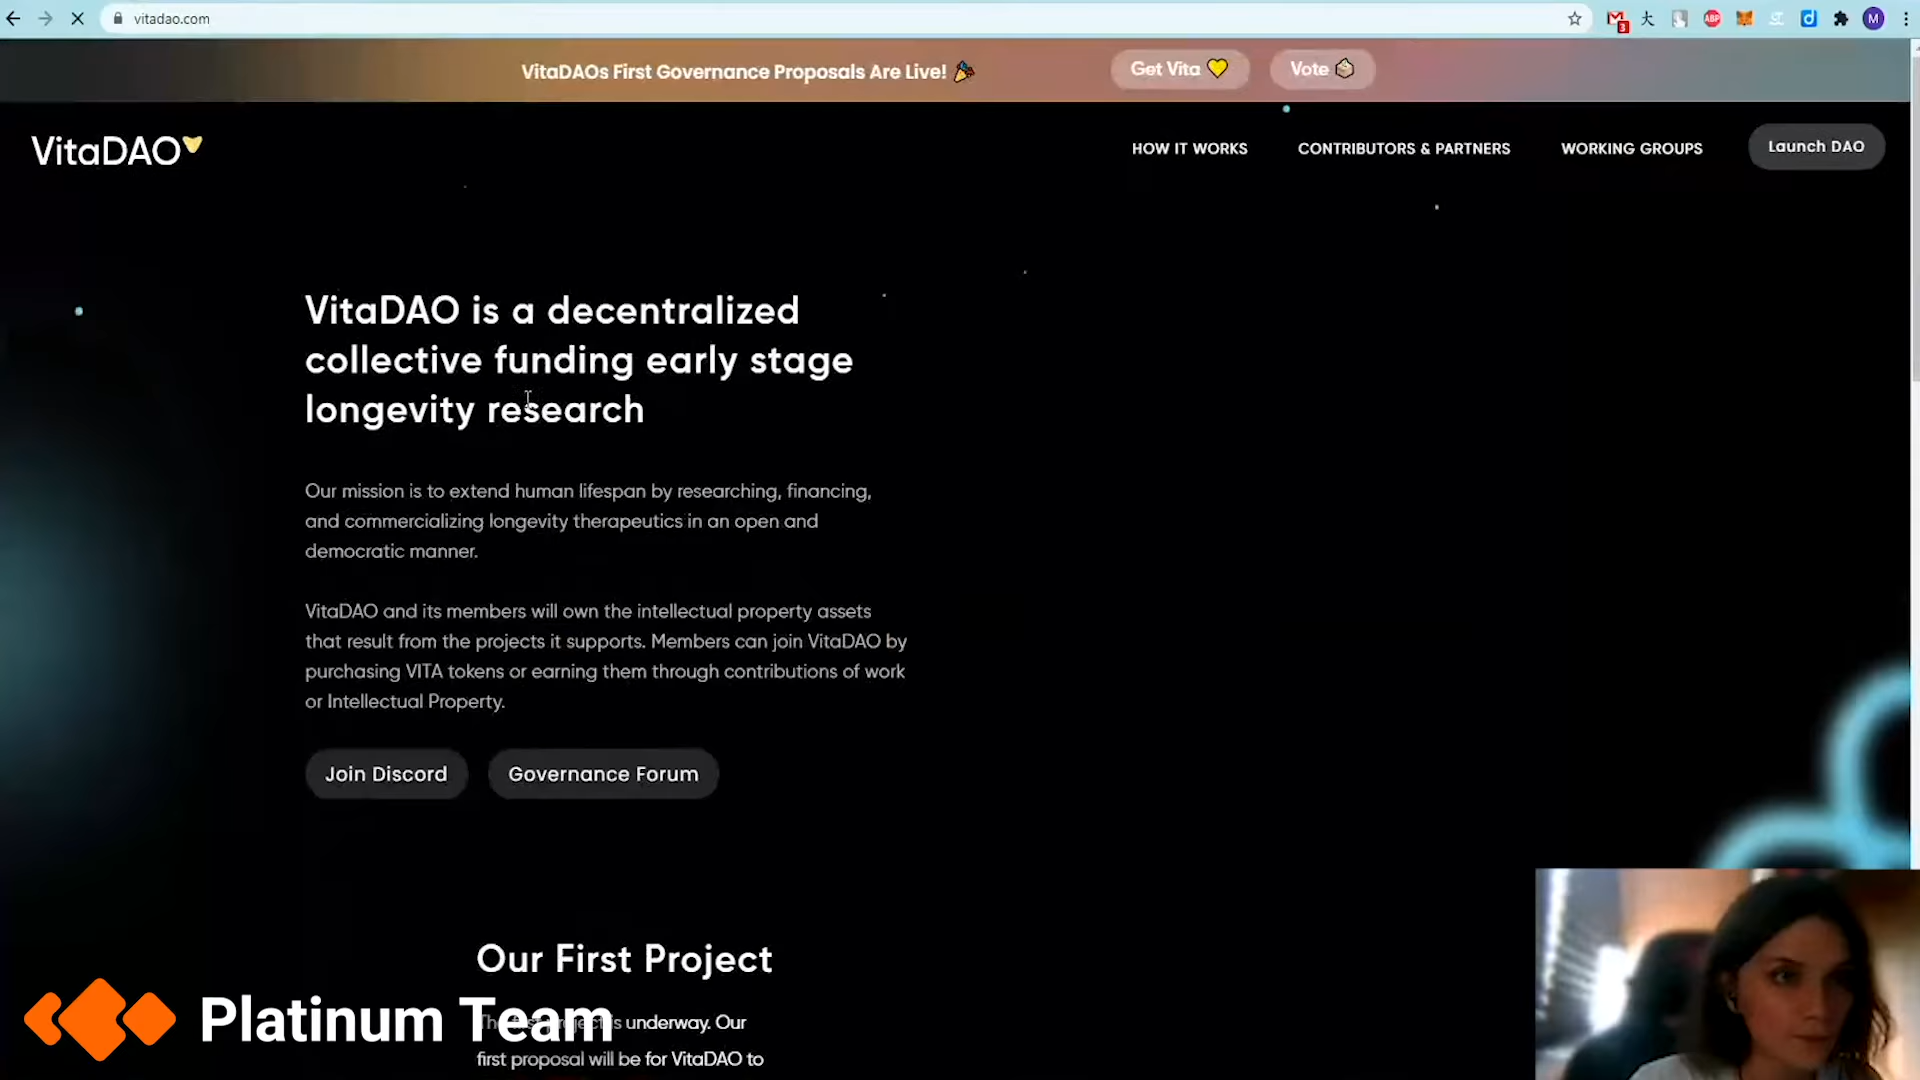 vitadao.com
3
大
ABP
d
M
VitaDAOs First Governance Proposals Are Live!
Get Vita
Vote
VitaDAO
HOW IT WORKS
CONTRIBUTORS & PARTNERS
WORKING GROUPS
Launch DAO
VitaDAO is a decentralized
collective funding early stage
longevity research
Our mission is to extend human lifespan by researching, financing,
and commercializing longevity therapeutics in an open and
democratic manner.
VitaDAO and its members will own the intellectual property assets
that result from the projects it supports. Members can join VitaDAO by
purchasing VITA tokens or earning them through contributions of work
or Intellectual Property.
Join Discord
Governance Forum
Our First Project
Platinum Team
is underway. Our
first proposal will be for VitaDAO to